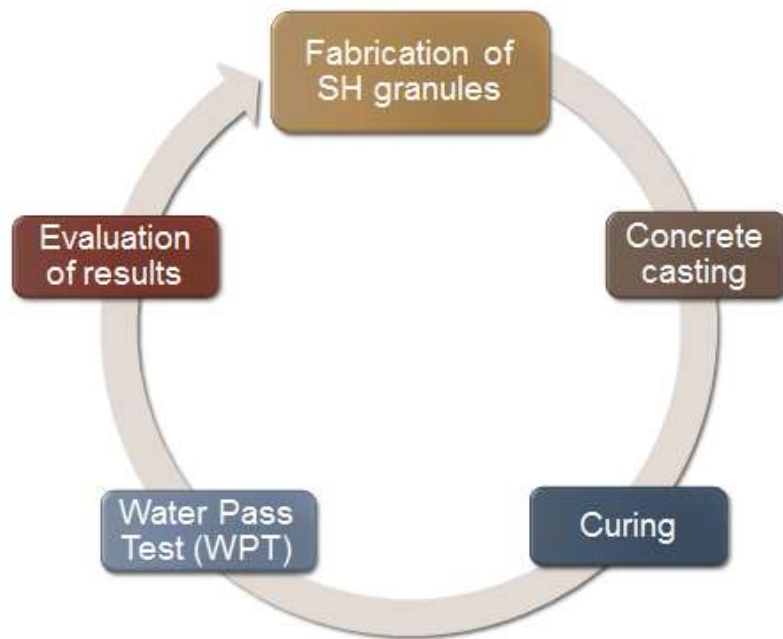 Fabrication of
SH granules
Concrete
casting
Curing
Water Pass
Test (WPT)
Evaluation
of results